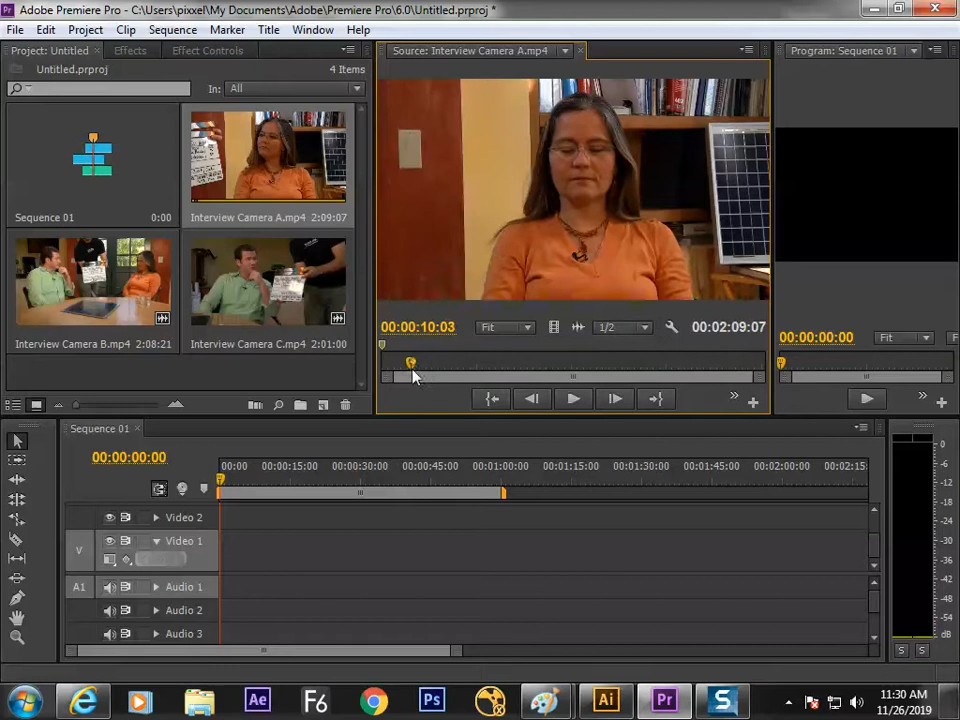 Adobe Premiere Pro - C:\Users\pixxel\My Documents\Adobe\Premiere Pro\6.0\Untitled.prproj *
File Edit Project Clip Sequence Marker Title Window Help
Project: Untitled Effects Effect Controls
Source: Interview Camera A.mp4
Program: Sequence 01
Untitled.prproj 4 Items
In: All
Sequence 01 0:00
Interview Camera A.mp4 2:09:07
Interview Camera B.mp4 2:08:21
Interview Camera C.mp4 2:01:00
00:00:10:03 Fit 1/2 00:02:09:07
00:00:00:00 Fit F
Sequence 01
00:00:00:00
00:00 00:00:15:00 00:00:30:00 00:00:45:00 00:01:00:00 00:01:15:00 00:01:30:00 00:01:45:00 00:02:00:00 00:02:15:
Video 2
V Video 1
A1 Audio 1
Audio 2
Audio 3
0
-6
-12
-18
-24
-30
-36
-42
-48
-54
dB
S S
Ae F6 Ps Ai Pr S
11:30 AM
11/26/2019